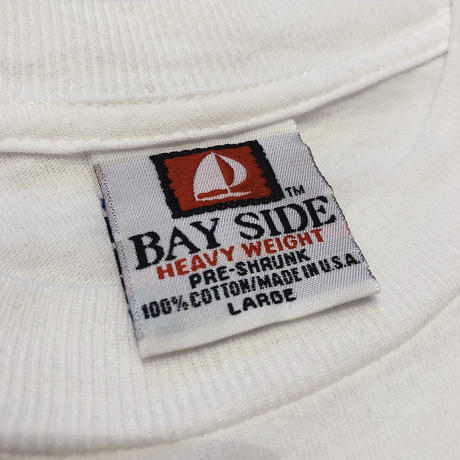 BAY SIDE™
HEAVY WEIGHT
PRE-SHRUNK
100% COTTON/MADE IN U.S.A.
LARGE